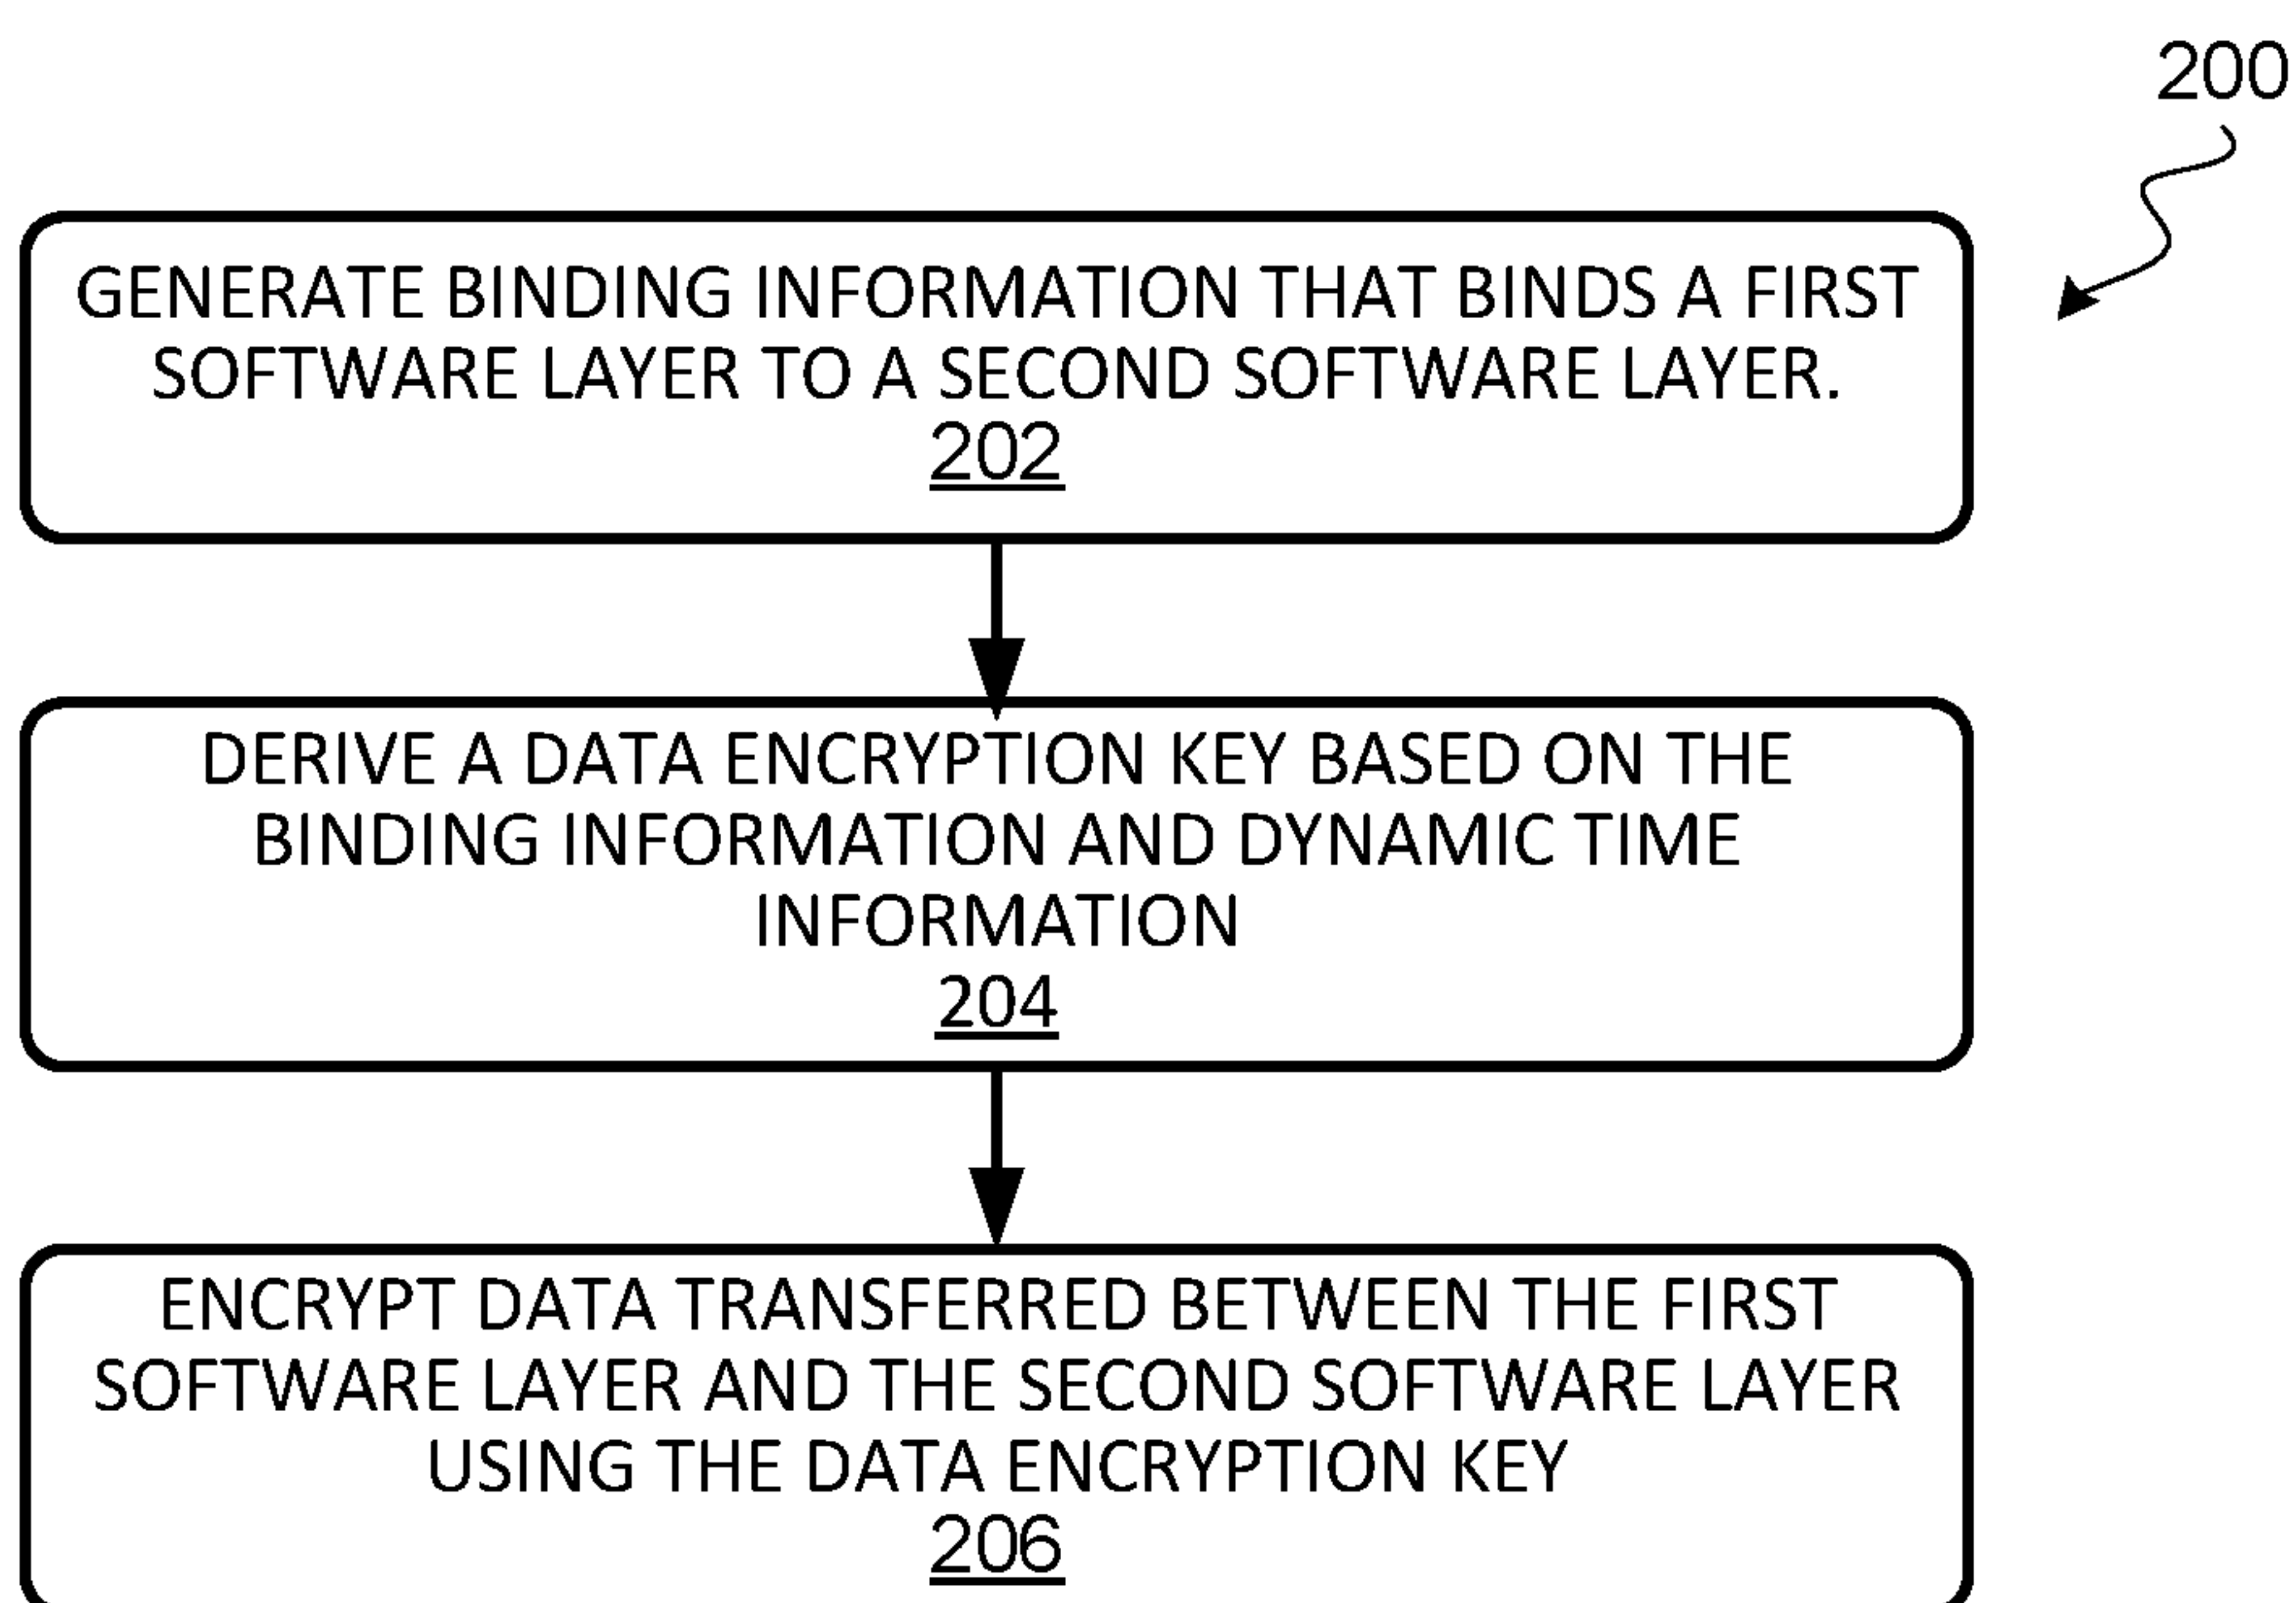 200
GENERATE BINDING INFORMATION THAT BINDS A FIRST
SOFTWARE LAYER TO A SECOND SOFTWARE LAYER.
202
DERIVE A DATA ENCRYPTION KEY BASED ON THE
BINDING INFORMATION AND DYNAMIC TIME
INFORMATION
204
ENCRYPT DATA TRANSFERRED BETWEEN THE FIRST
SOFTWARE LAYER AND THE SECOND SOFTWARE LAYER
USING THE DATA ENCRYPTION KEY
206